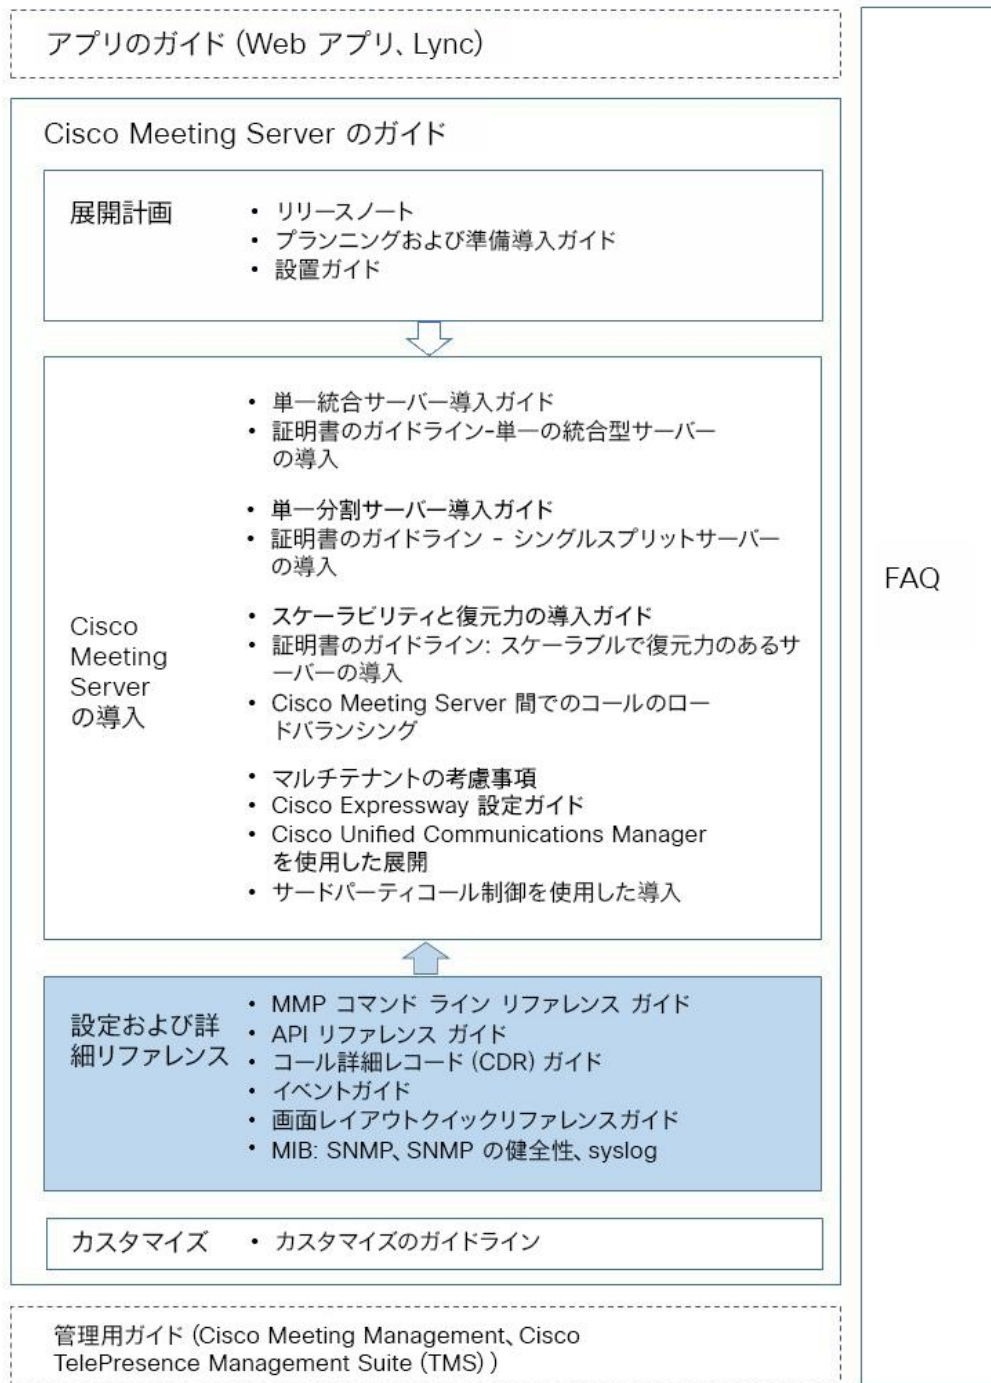 アプリのガイド (Web アプリ、Lync)
Cisco Meeting Server のガイド
展開計画
• リリースノート
• プランニングおよび準備導入ガイド
• 設置ガイド
Cisco
Meeting
Server
の導入
• 単一統合サーバー導入ガイド
• 証明書のガイドライン-単一の統合型サーバー
の導入
• 単一分割サーバー導入ガイド
• 証明書のガイドライン - シングルスプリットサーバー
の導入
• スケーラビリティと復元力の導入ガイド
• 証明書のガイドライン: スケーラブルで復元力のあるサ
ーバーの導入
• Cisco Meeting Server 間でのコールのロー
ドバランシング
• マルチテナントの考慮事項
• Cisco Expressway 設定ガイド
• Cisco Unified Communications Manager
を使用した展開
• サードパーティコール制御を使用した導入
設定および詳
細リファレンス
• MMP コマンド ライン リファレンス ガイド
• API リファレンス ガイド
• コール詳細レコード (CDR) ガイド
• イベントガイド
• 画面レイアウトクイックリファレンスガイド
• MIB: SNMP、SNMP の健全性、syslog
カスタマイズ
• カスタマイズのガイドライン
管理用ガイド (Cisco Meeting Management、Cisco
TelePresence Management Suite (TMS) )
FAQ